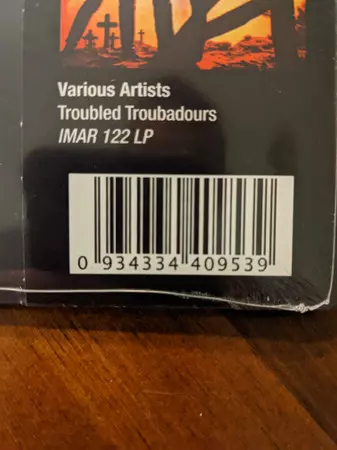 Various Artists
Troubled Troubadours
IMAR 122 LP
0 934334 409539